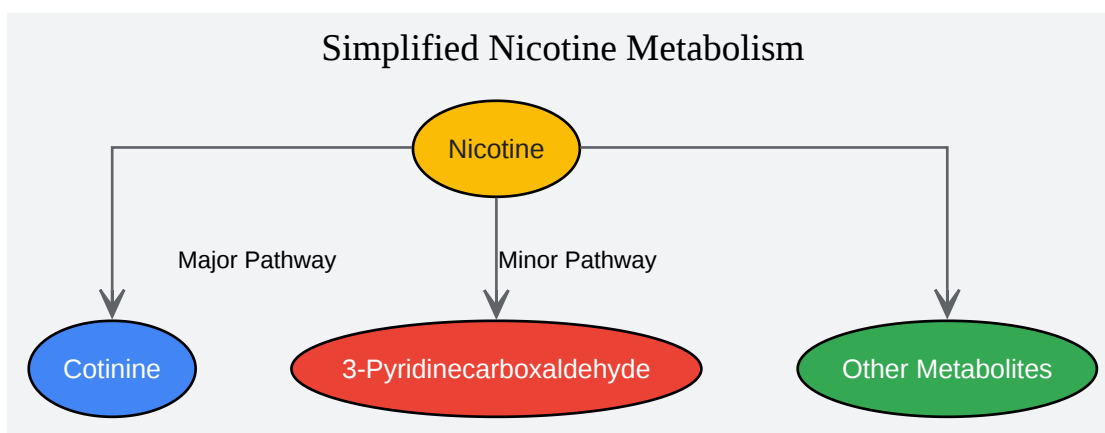 Simplified Nicotine Metabolism
Nicotine
Major Pathway
Minor Pathway
Cotinine
3-Pyridinecarboxaldehyde
Other Metabolites